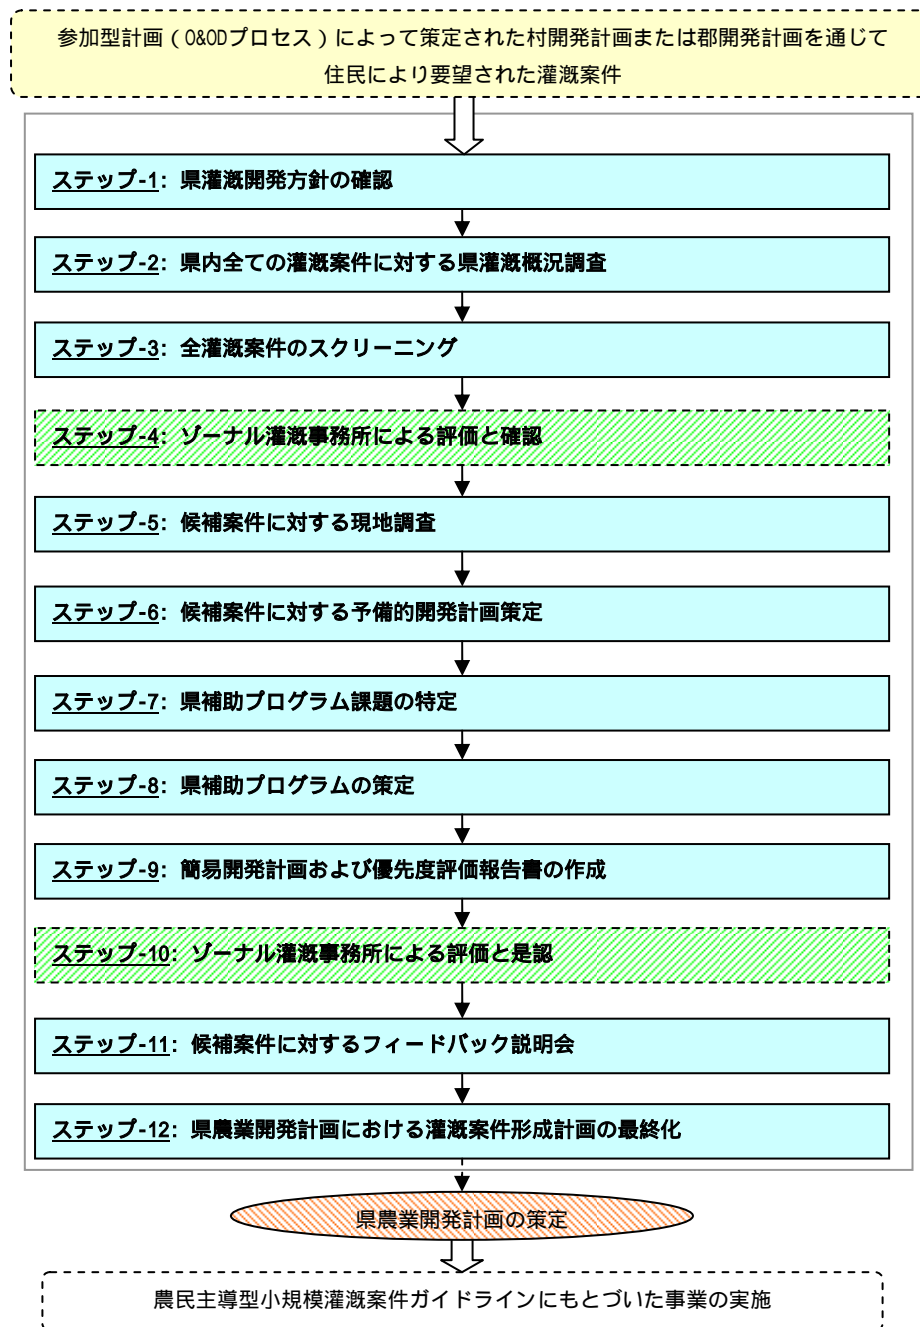 参加型計画（O&ODプロセス）によって策定された村開発計画または郡開発計画を通じて
住民により要望された灌漑案件
ステップ-1: 県灌漑開発方針の確認
ステップ-2: 県内全ての灌漑案件に対する県灌漑概況調査
ステップ-3: 全灌漑案件のスクリーニング
ステップ-4: ゾーナル灌漑事務所による評価と確認
ステップ-5: 候補案件に対する現地調査
ステップ-6: 候補案件に対する予備的開発計画策定
ステップ-7: 県補助プログラム課題の特定
ステップ-8: 県補助プログラムの策定
ステップ-9: 簡易開発計画および優先度評価報告書の作成
ステップ-10: ゾーナル灌漑事務所による評価と是認
ステップ-11: 候補案件に対するフィードバック説明会
ステップ-12: 県農業開発計画における灌漑案件形成計画の最終化
県農業開発計画の策定
農民主導型小規模灌漑案件ガイドラインにもとづいた事業の実施